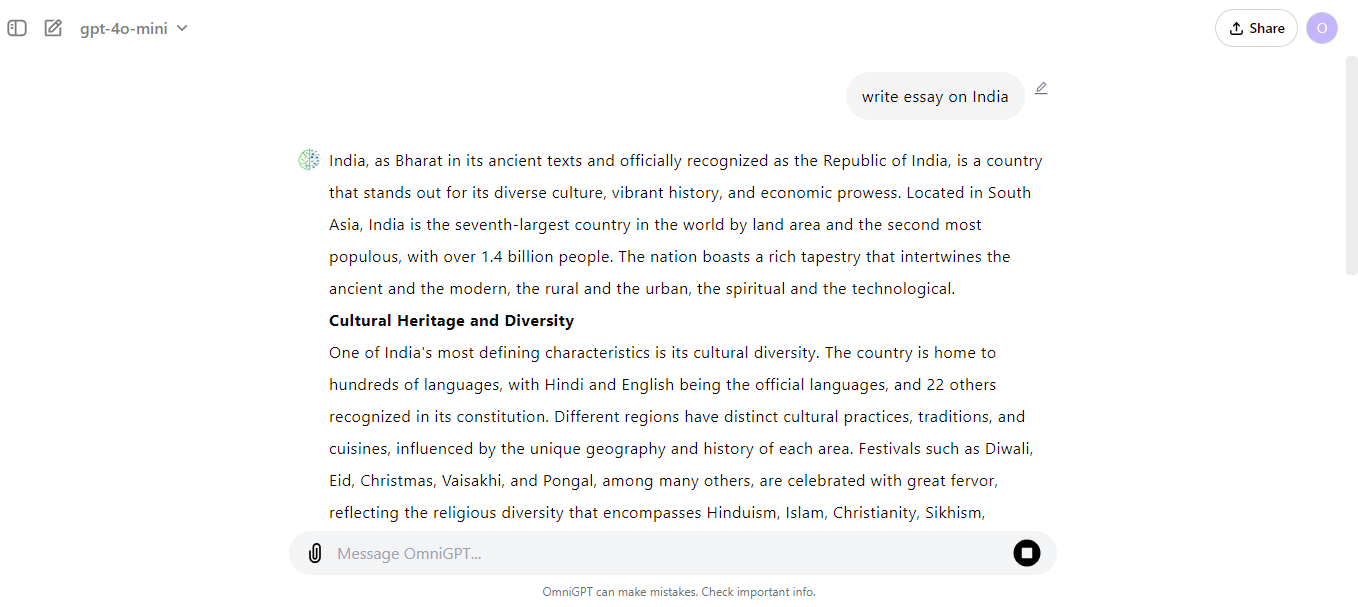 gpt-4o-mini
Share
O
write essay on India
India, as Bharat in its ancient texts and officially recognized as the Republic of India, is a country
that stands out for its diverse culture, vibrant history, and economic prowess. Located in South
Asia, India is the seventh-largest country in the world by land area and the second most
populous, with over 1.4 billion people. The nation boasts a rich tapestry that intertwines the
ancient and the modern, the rural and the urban, the spiritual and the technological.
Cultural Heritage and Diversity
One of India's most defining characteristics is its cultural diversity. The country is home to
hundreds of languages, with Hindi and English being the official languages, and 22 others
recognized in its constitution. Different regions have distinct cultural practices, traditions, and
cuisines, influenced by the unique geography and history of each area. Festivals such as Diwali,
Eid, Christmas, Vaisakhi, and Pongal, among many others, are celebrated with great fervor,
reflecting the religious diversity that encompasses Hinduism, Islam, Christianity, Sikhism,
Message OmniGPT...
OmniGPT can make mistakes. Check important info.